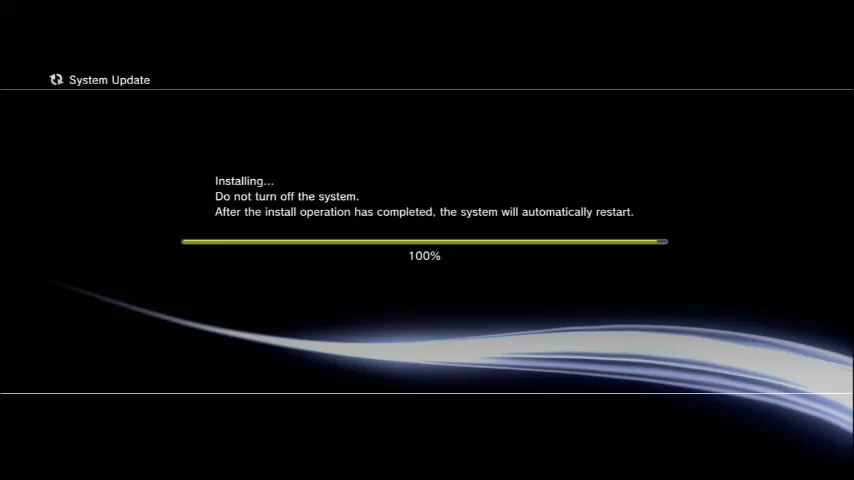 System Update
Installing...
Do not turn off the system.
After the install operation has completed, the system will automatically restart.
100%